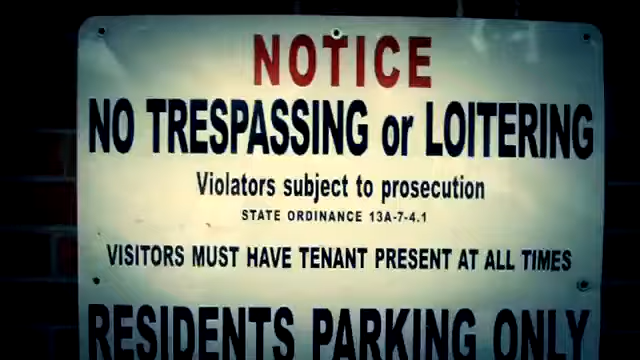 NOTICE
NO TRESPASSING or LOITERING
Violators subject to prosecution
STATE ORDINANCE 13A-7-4.1
VISITORS MUST HAVE TENANT PRESENT AT ALL TIMES
RESIDENTS PARKING ONLY